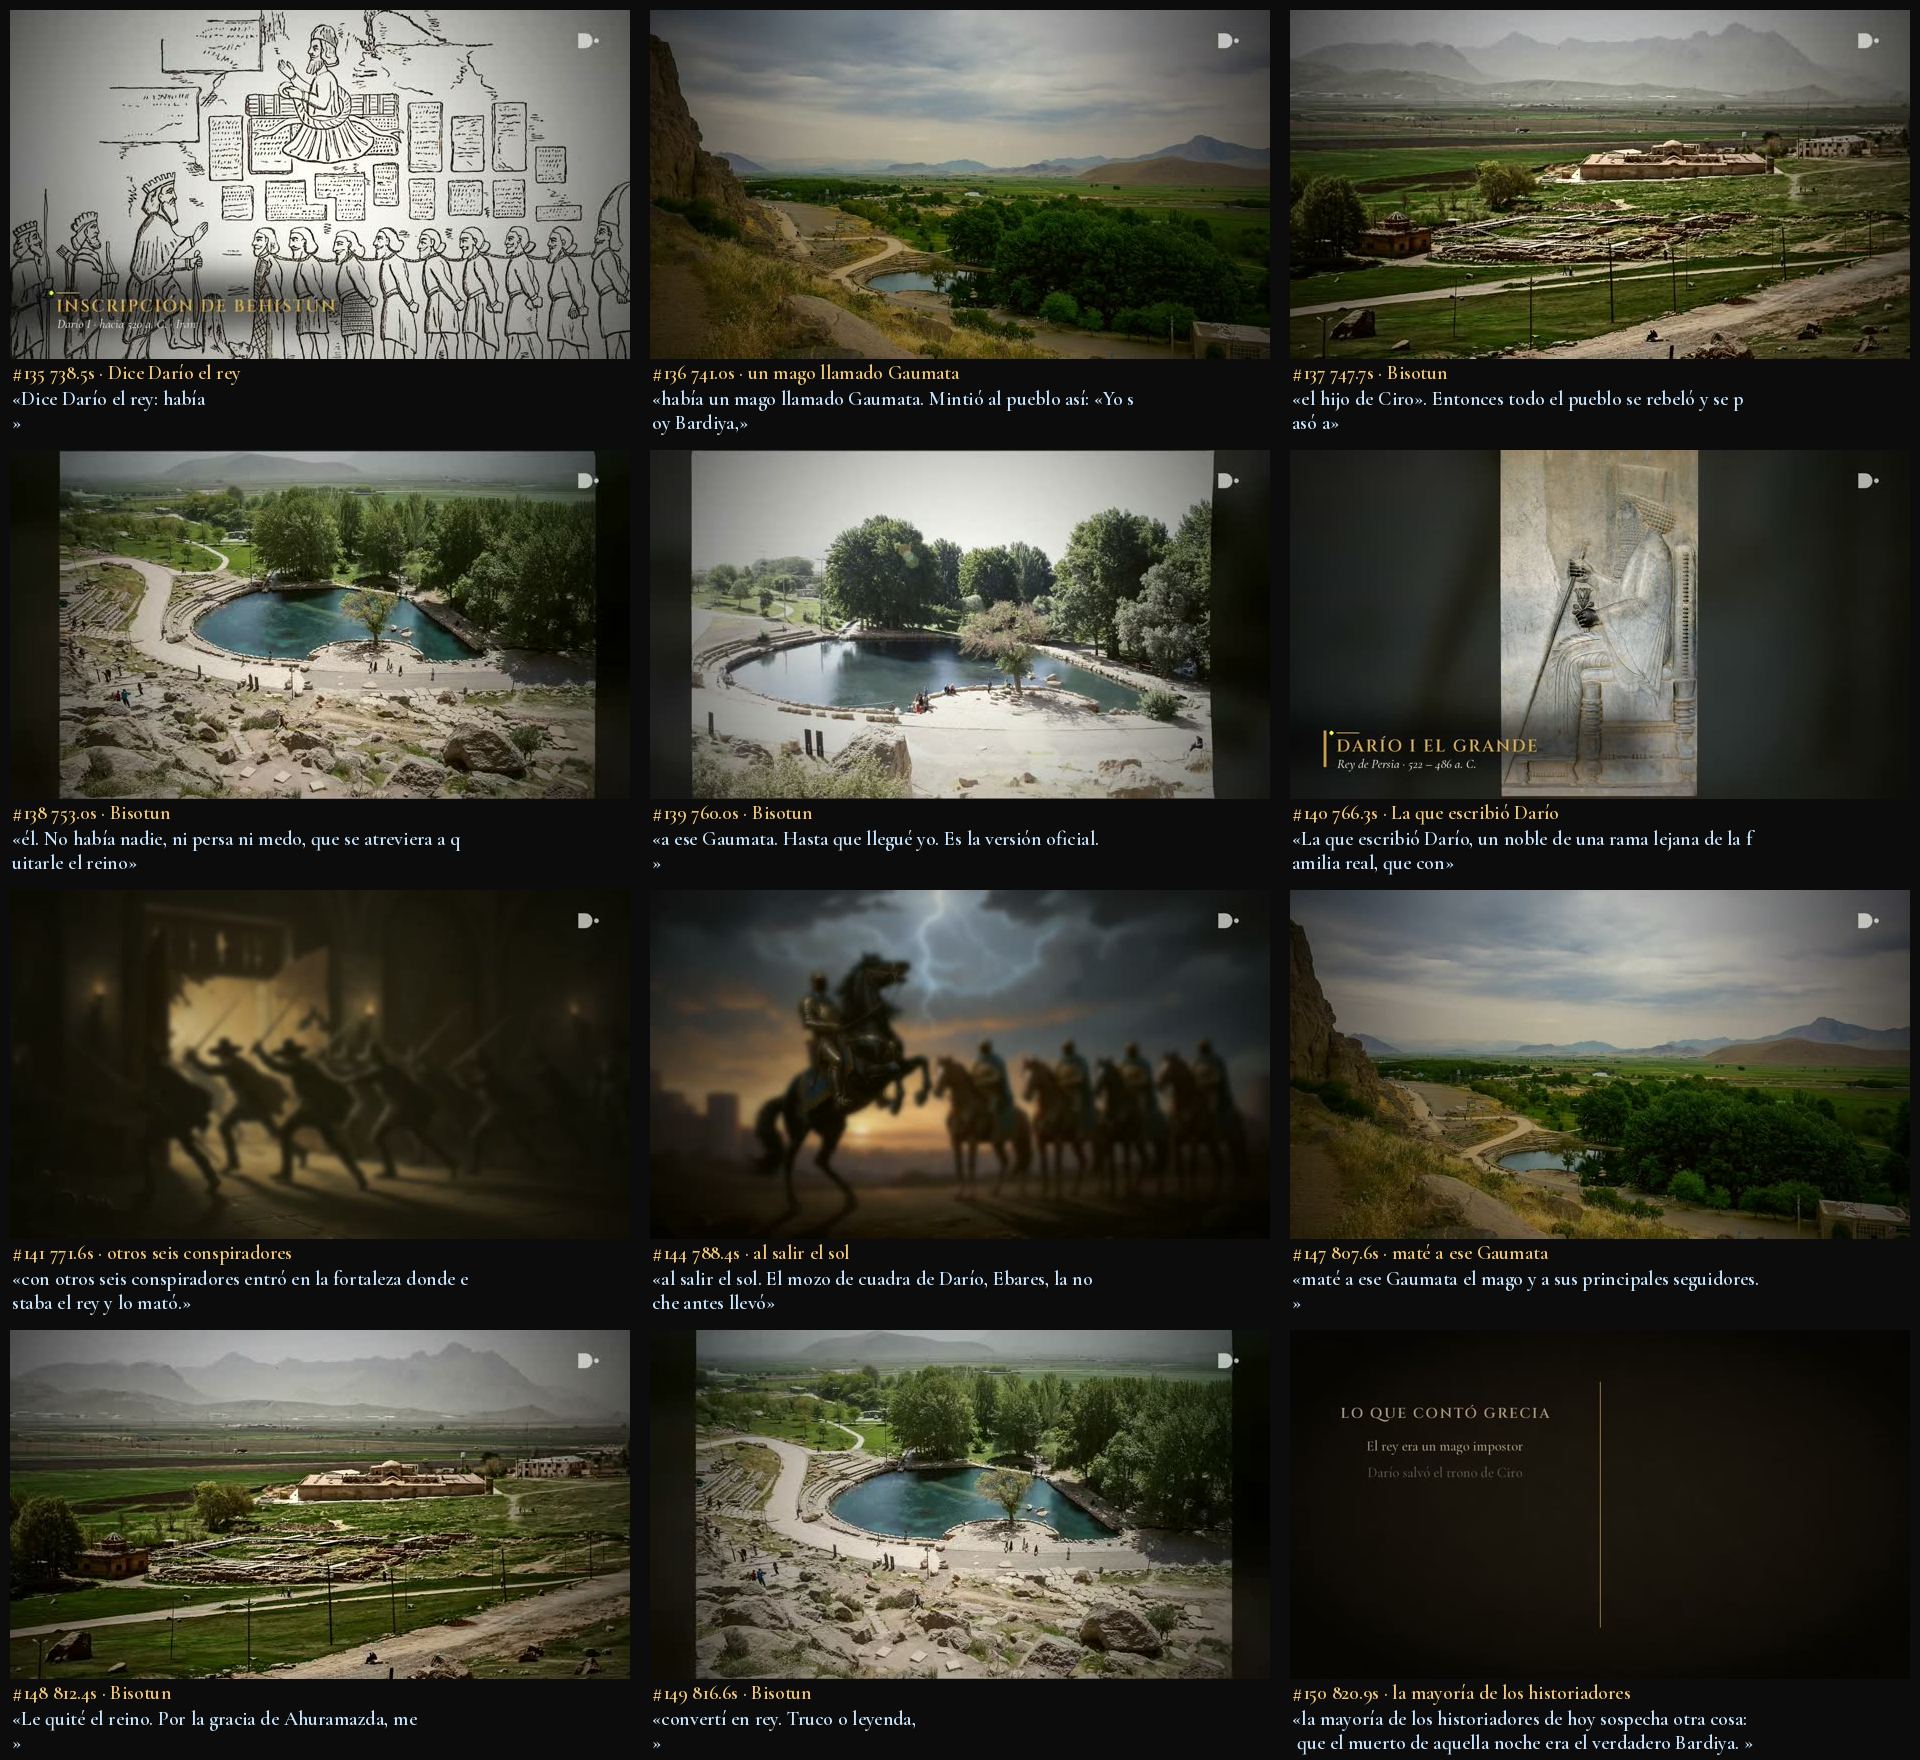 INSCRIPCIÓN DE BEHISTÚN
Darío I · hacia 520 a. C. · Irán
#135 738.5s · Dice Darío el rey
«Dice Darío el rey: había
»
#136 741.0s · un mago llamado Gaumata
«había un mago llamado Gaumata. Mintió al pueblo así: «Yo s
oy Bardiya,»
#137 747.7s · Bisotun
«el hijo de Ciro». Entonces todo el pueblo se rebeló y se p
asó a»
#138 753.0s · Bisotun
«él. No había nadie, ni persa ni medo, que se atreviera a q
uitarle el reino»
#139 760.0s · Bisotun
«a ese Gaumata. Hasta que llegué yo. Es la versión oficial.
»
DARÍO I EL GRANDE
Rey de Persia · 522 – 486 a. C.
#140 766.3s · La que escribió Darío
«La que escribió Darío, un noble de una rama lejana de la f
amilia real, que con»
#141 771.6s · otros seis conspiradores
«con otros seis conspiradores entró en la fortaleza donde e
staba el rey y lo mató.»
#144 788.4s · al salir el sol
«al salir el sol. El mozo de cuadra de Darío, Ebares, la no
che antes llevó»
#147 807.6s · maté a ese Gaumata
«maté a ese Gaumata el mago y a sus principales seguidores.
»
#148 812.4s · Bisotun
«Le quité el reino. Por la gracia de Ahuramazda, me
»
#149 816.6s · Bisotun
«convertí en rey. Truco o leyenda,
»
LO QUE CONTÓ GRECIA
El rey era un mago impostor
Darío salvó el trono de Ciro
#150 820.9s · la mayoría de los historiadores
«la mayoría de los historiadores de hoy sospecha otra cosa:
que el muerto de aquella noche era el verdadero Bardiya. »